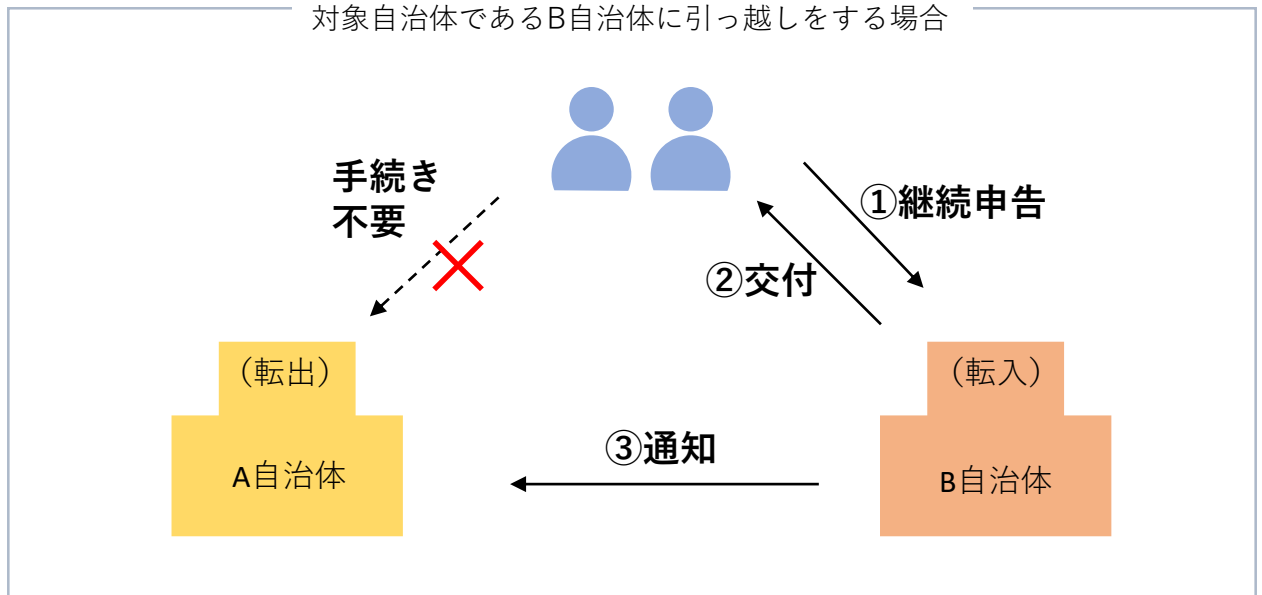 対象自治体であるB自治体に引っ越しをする場合
手続き
不要
①継続申告
②交付
（転出）
（転入）
③通知
A自治体
B自治体